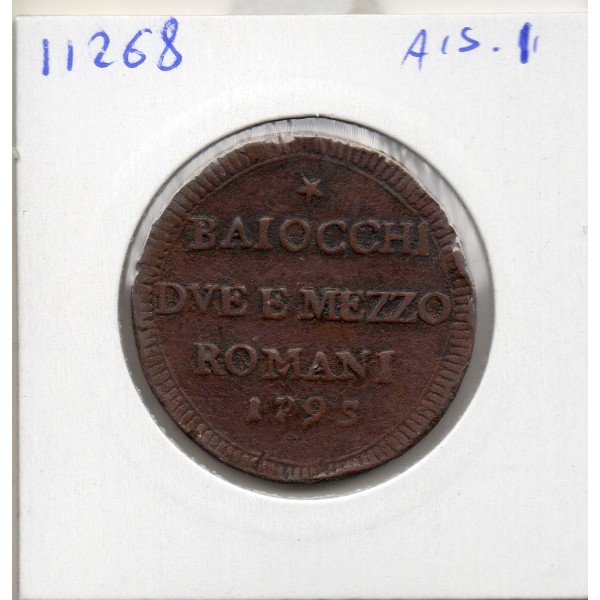 11268 A15.1
BAIOCCHI
DVE E MEZZO
ROMANI
1795